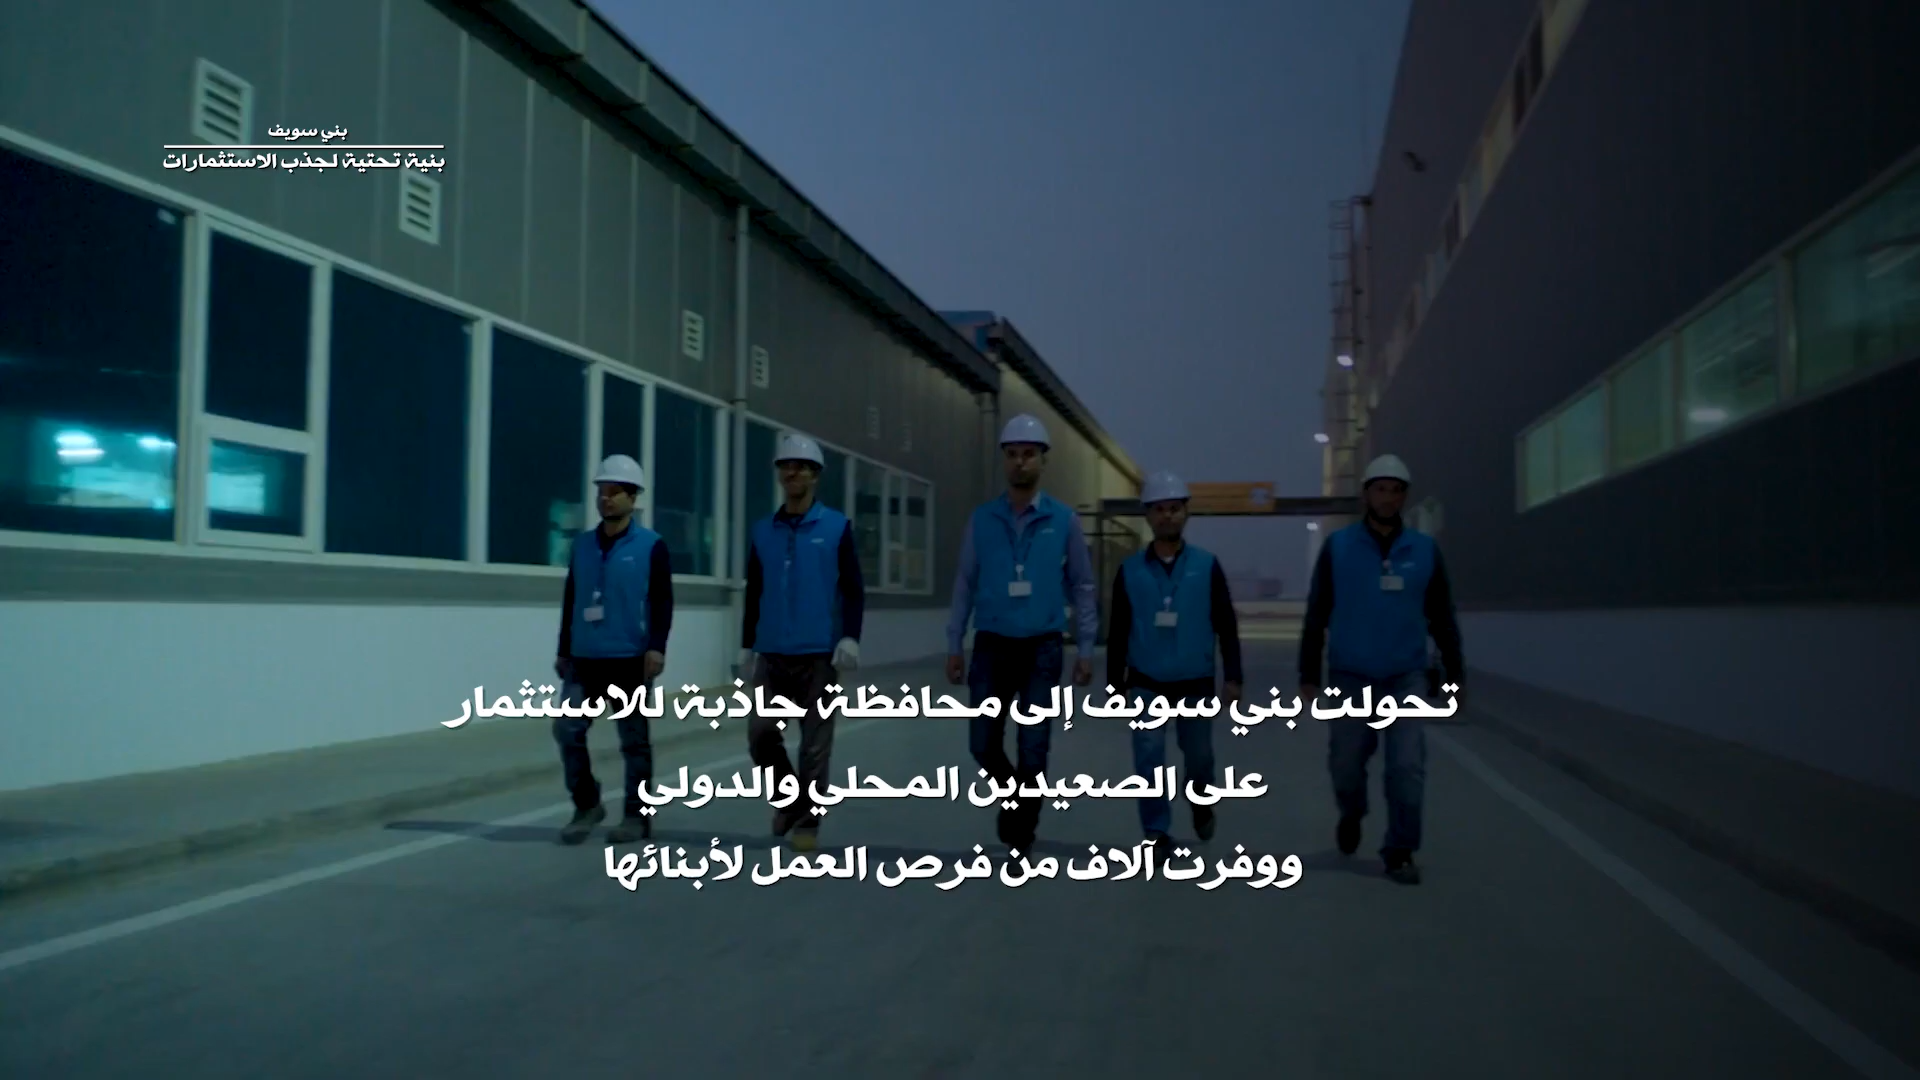 بني سويف
بنية تحتية لجذب الاستثمارات
تحولت بني سويف إلى محافظة جاذبة للاستثمار
على الصعيدين المحلي والدولي
ووفرت آلاف من فرص العمل لأبنائها